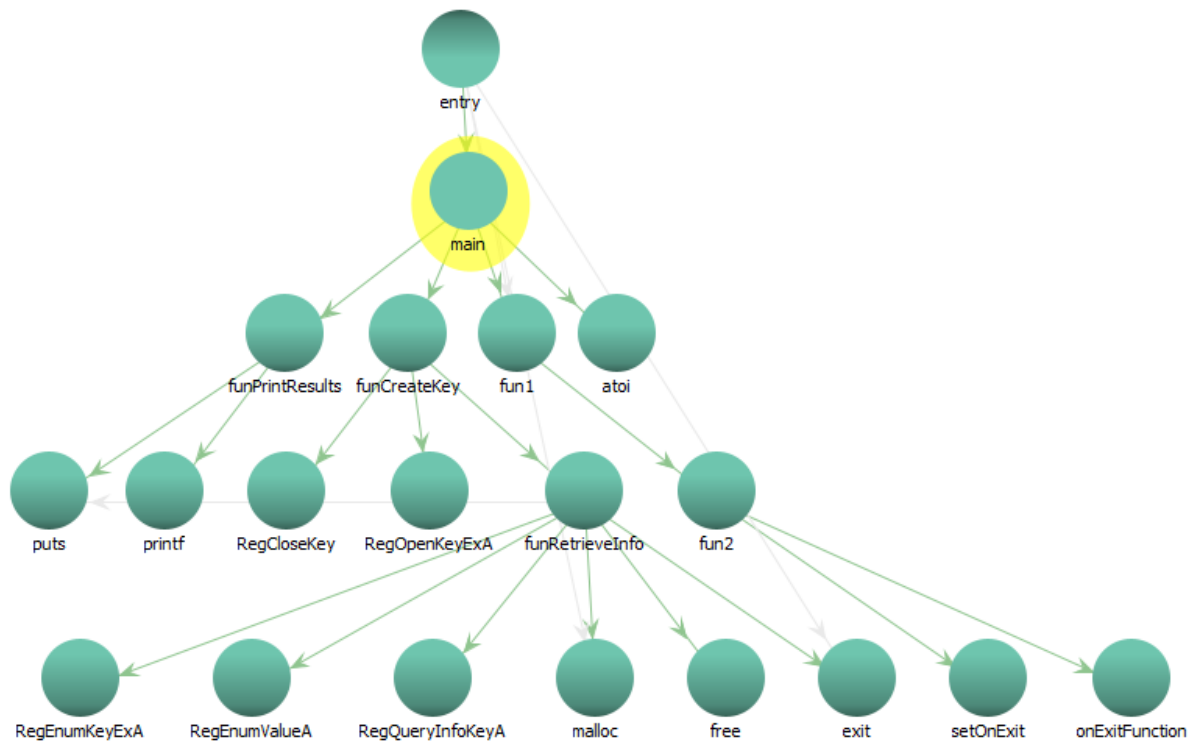 entry
main
funPrintResults
funCreateKey
fun1
atoi
puts
printf
RegCloseKey
RegOpenKeyExA
funRetrieveInfo
fun2
RegEnumKeyExA
RegEnumValueA
RegQueryInfoKeyA
malloc
free
exit
setOnExit
onExitFunction